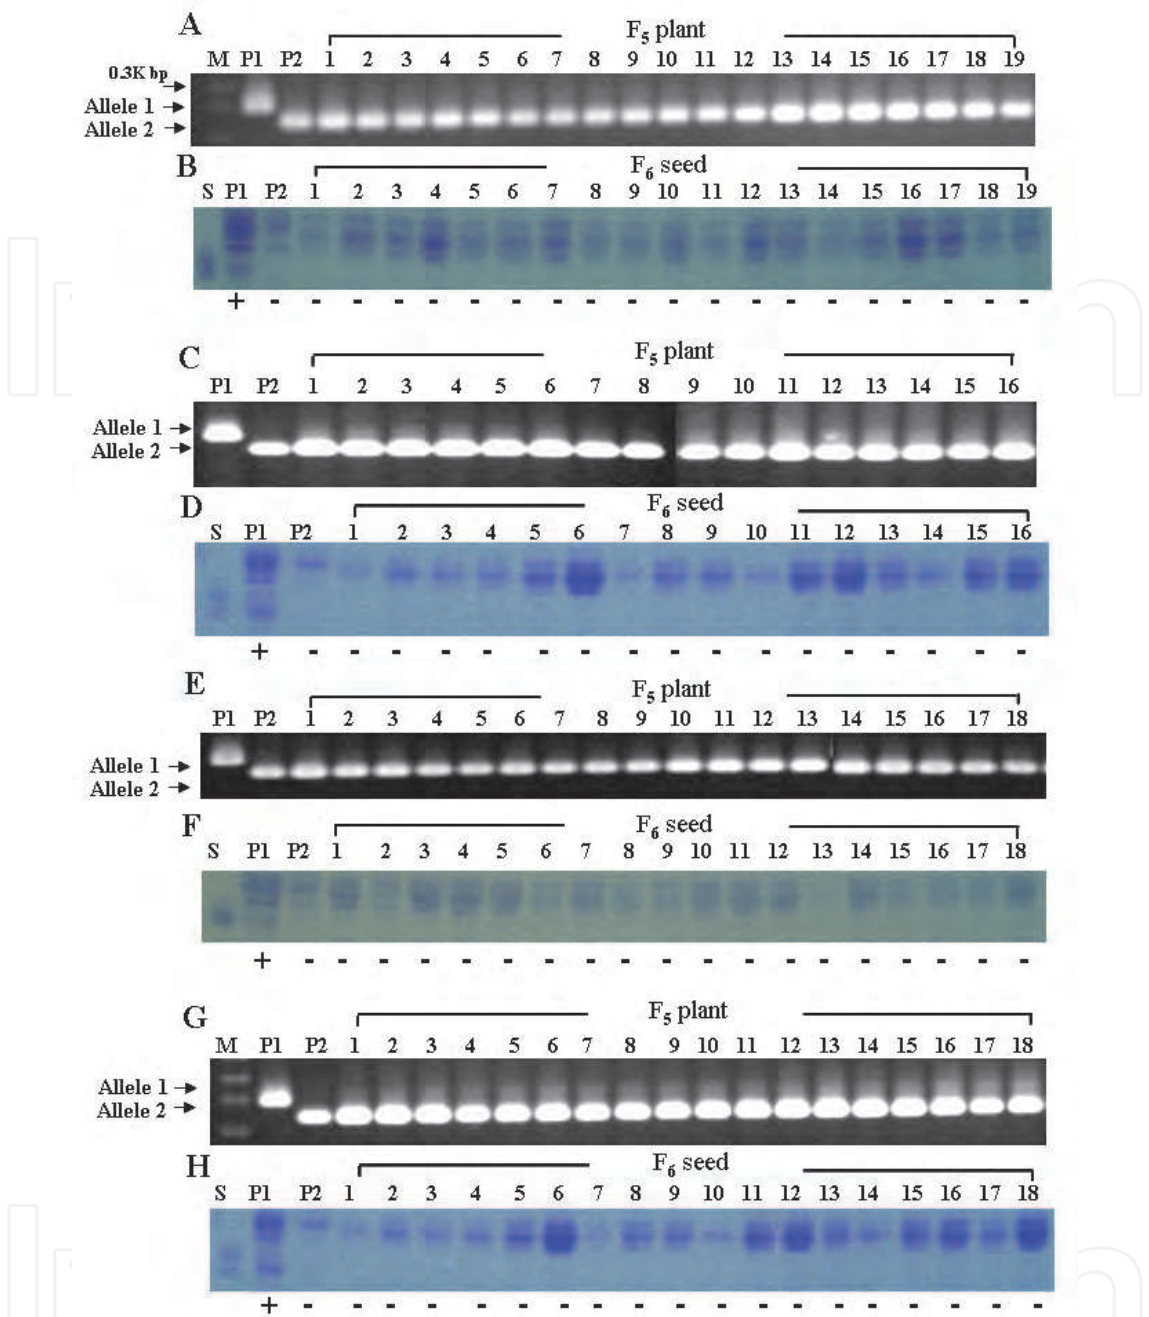 A
F5 plant
M P1 P2 1 2 3 4 5 6 7 8 9 10 11 12 13 14 15 16 17 18 19
0.3K bp
Allele 1
Allele 2
B
F6 seed
S P1 P2 1 2 3 4 5 6 7 8 9 10 11 12 13 14 15 16 17 18 19
+ - - - - - - - - - - - - - - - - - - - -
C
F5 plant
P1 P2 1 2 3 4 5 6 7 8 9 10 11 12 13 14 15 16
Allele 1
Allele 2
D
F6 seed
S P1 P2 1 2 3 4 5 6 7 8 9 10 11 12 13 14 15 16
+ - - - - - - - - - - - - - - - - -
E
F5 plant
P1 P2 1 2 3 4 5 6 7 8 9 10 11 12 13 14 15 16 17 18
Allele 1
Allele 2
F
F6 seed
S P1 P2 1 2 3 4 5 6 7 8 9 10 11 12 13 14 15 16 17 18
+ - - - - - - - - - - - - - - - - - - -
G
F5 plant
M P1 P2 1 2 3 4 5 6 7 8 9 10 11 12 13 14 15 16 17 18
Allele 1
Allele 2
H
F6 seed
S P1 P2 1 2 3 4 5 6 7 8 9 10 11 12 13 14 15 16 17 18
+ - - - - - - - - - - - - - - - - - - -